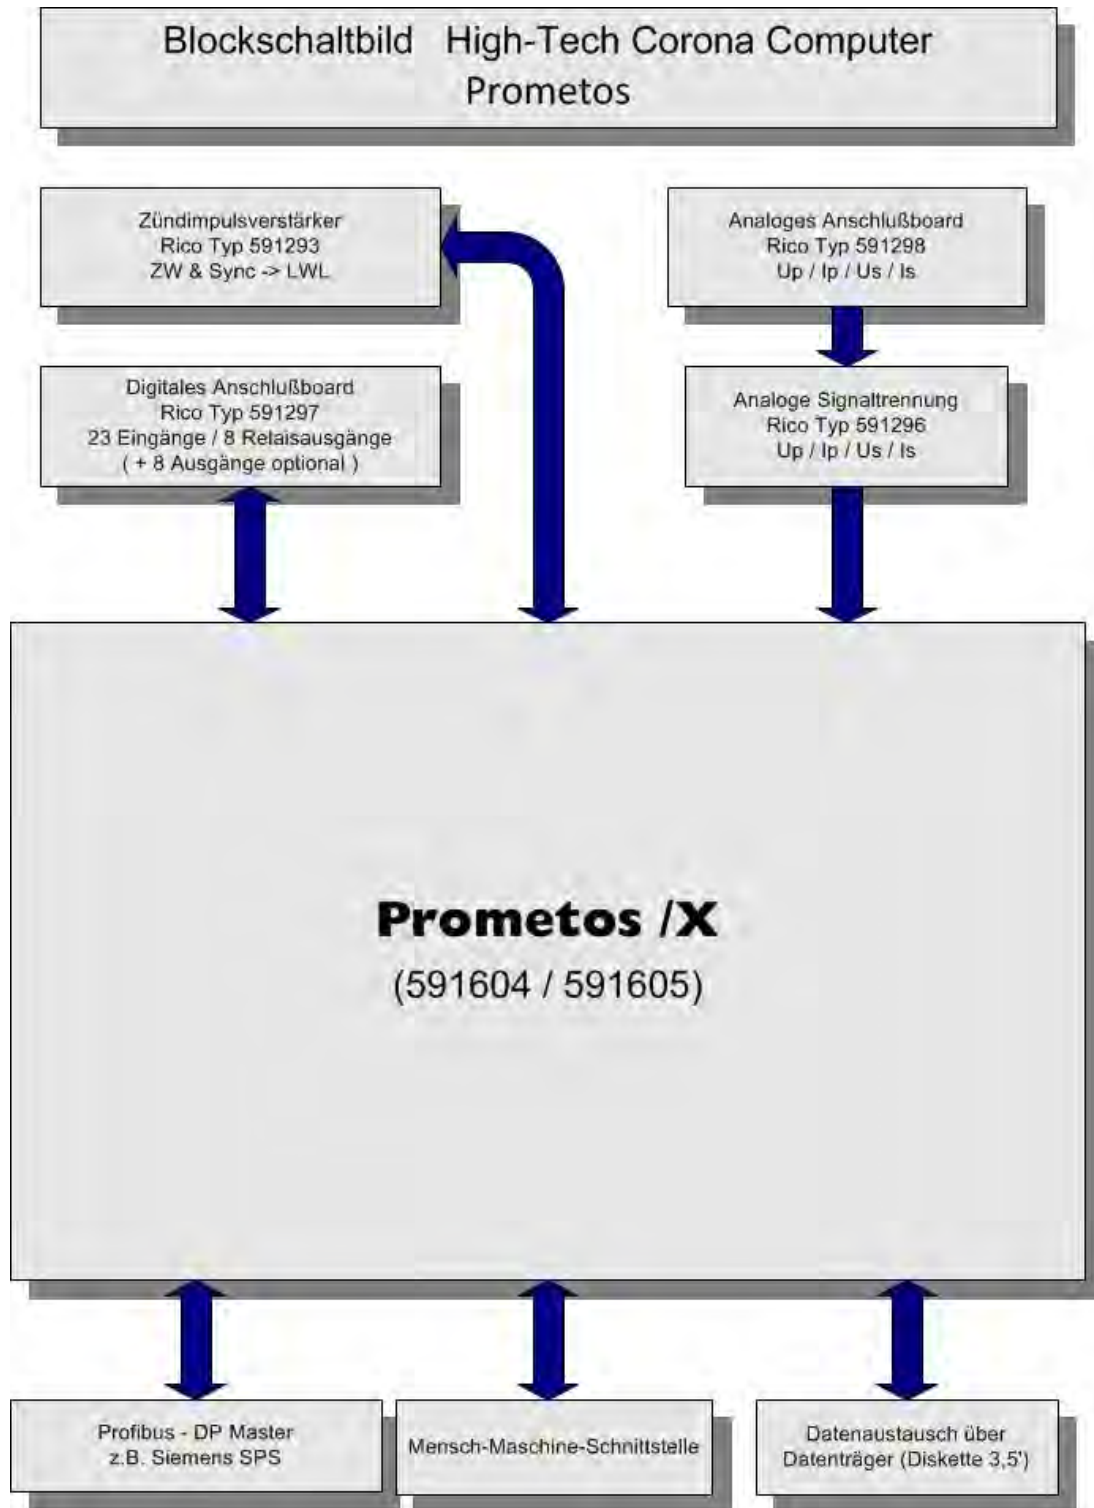 Blockschaltbild High-Tech Corona Computer
Prometos
Zündimpulsverstärker
Rico Typ 591293
ZW & Sync -> LWL
Analoges Anschlußboard
Rico Typ 591298
Up / Ip / Us / Is
Digitales Anschlußboard
Rico Typ 591297
23 Eingänge / 8 Relaisausgänge
( + 8 Ausgänge optional )
Analoge Signaltrennung
Rico Typ 591296
Up / Ip / Us / Is
Prometos /X
(591604 / 591605)
Profibus - DP Master
z.B. Siemens SPS
Mensch-Maschine-Schnittstelle
Datenaustausch über
Datenträger (Diskette 3,5')